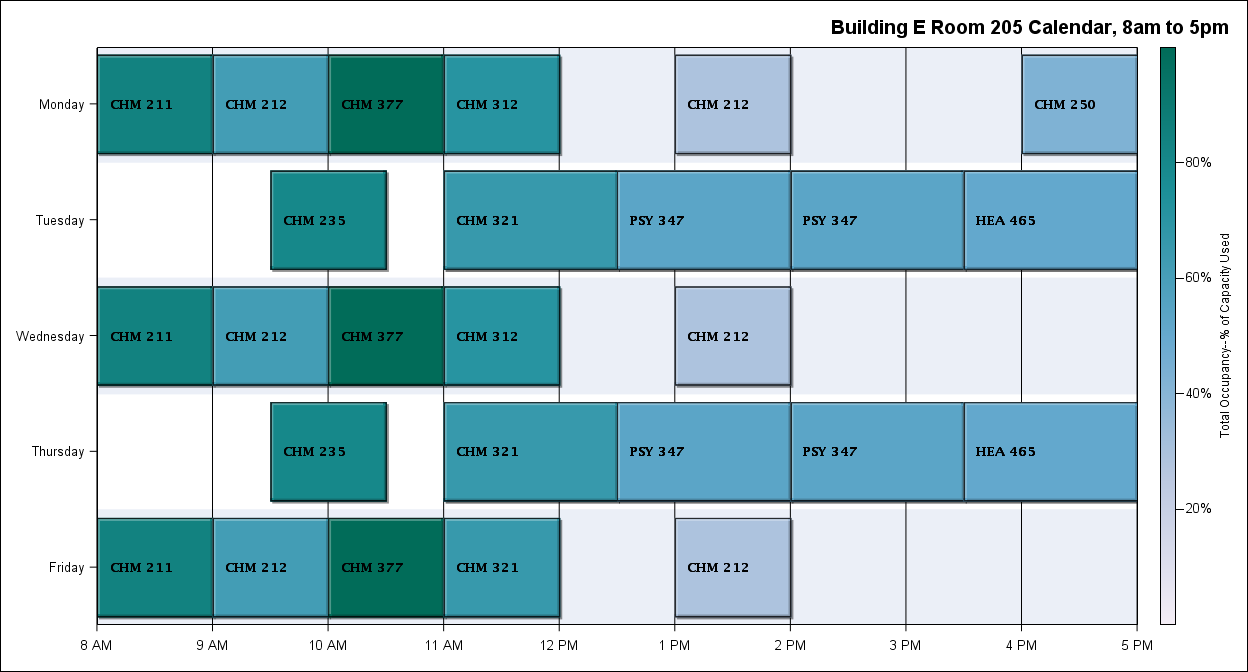 Building E Room 205 Calendar, 8am to 5pm
Monday
CHM 211
CHM 212
CHM 377
CHM 312
CHM 212
CHM 250
Tuesday
CHM 235
CHM 321
PSY 347
PSY 347
HEA 465
Wednesday
CHM 211
CHM 212
CHM 377
CHM 312
CHM 212
Thursday
CHM 235
CHM 321
PSY 347
PSY 347
HEA 465
Friday
CHM 211
CHM 212
CHM 377
CHM 321
CHM 212
8 AM
9 AM
10 AM
11 AM
12 PM
1 PM
2 PM
3 PM
4 PM
5 PM
80%
60%
40%
20%
Total Occupancy--% of Capacity Used